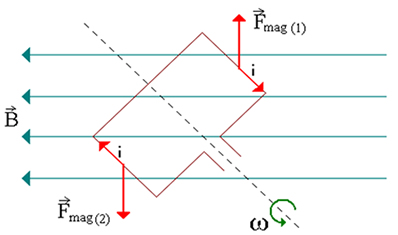 F⃗mag (1)
i
B⃗
i
F⃗mag (2)
ω